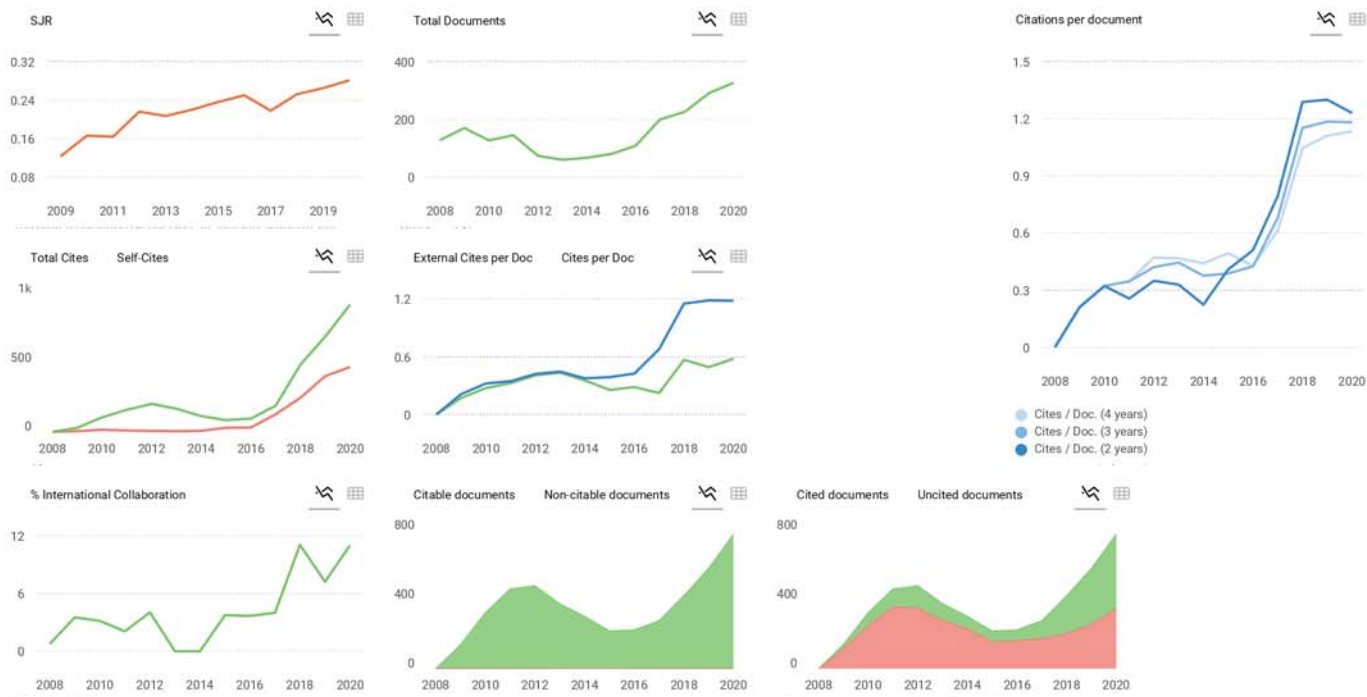 SJR
0.32
0.24
0.16
0.08
2009 2011 2013 2015 2017 2019
Total Documents
400
200
0
2008 2010 2012 2014 2016 2018 2020
Citations per document
1.5
1.2
0.9
0.6
0.3
0
2008 2010 2012 2014 2016 2018 2020
Cites / Doc. (4 years)
Cites / Doc. (3 years)
Cites / Doc. (2 years)
Total Cites Self-Cites
1k
500
0
2008 2010 2012 2014 2016 2018 2020
External Cites per Doc Cites per Doc
1.2
0.6
0
2008 2010 2012 2014 2016 2018 2020
% International Collaboration
12
6
0
2008 2010 2012 2014 2016 2018 2020
Citable documents Non-citable documents
800
400
0
2008 2010 2012 2014 2016 2018 2020
Cited documents Uncited documents
800
400
0
2008 2010 2012 2014 2016 2018 2020